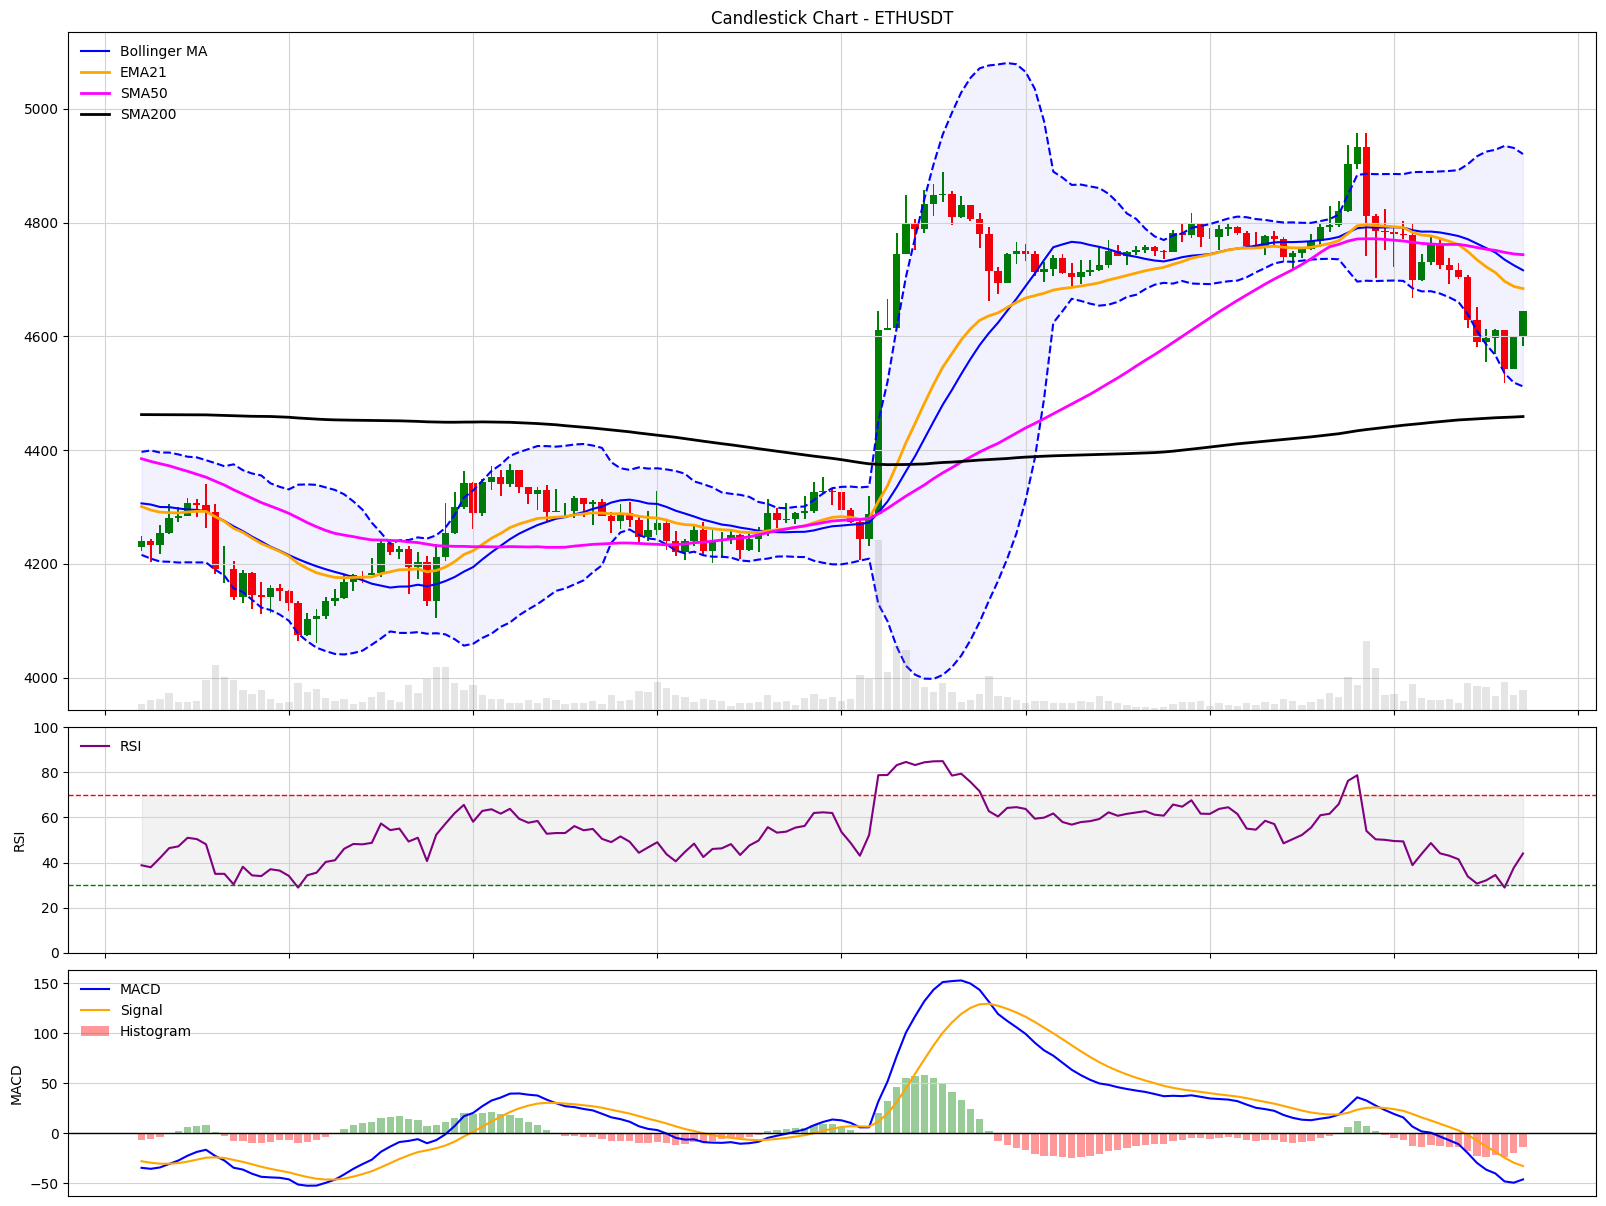 Candlestick Chart - ETHUSDT
Bollinger MA
EMA21
SMA50
SMA200
5000
4800
4600
4400
4200
4000
RSI
100
80
60
40
20
0
RSI
MACD
Signal
Histogram
150
100
50
0
−50
MACD